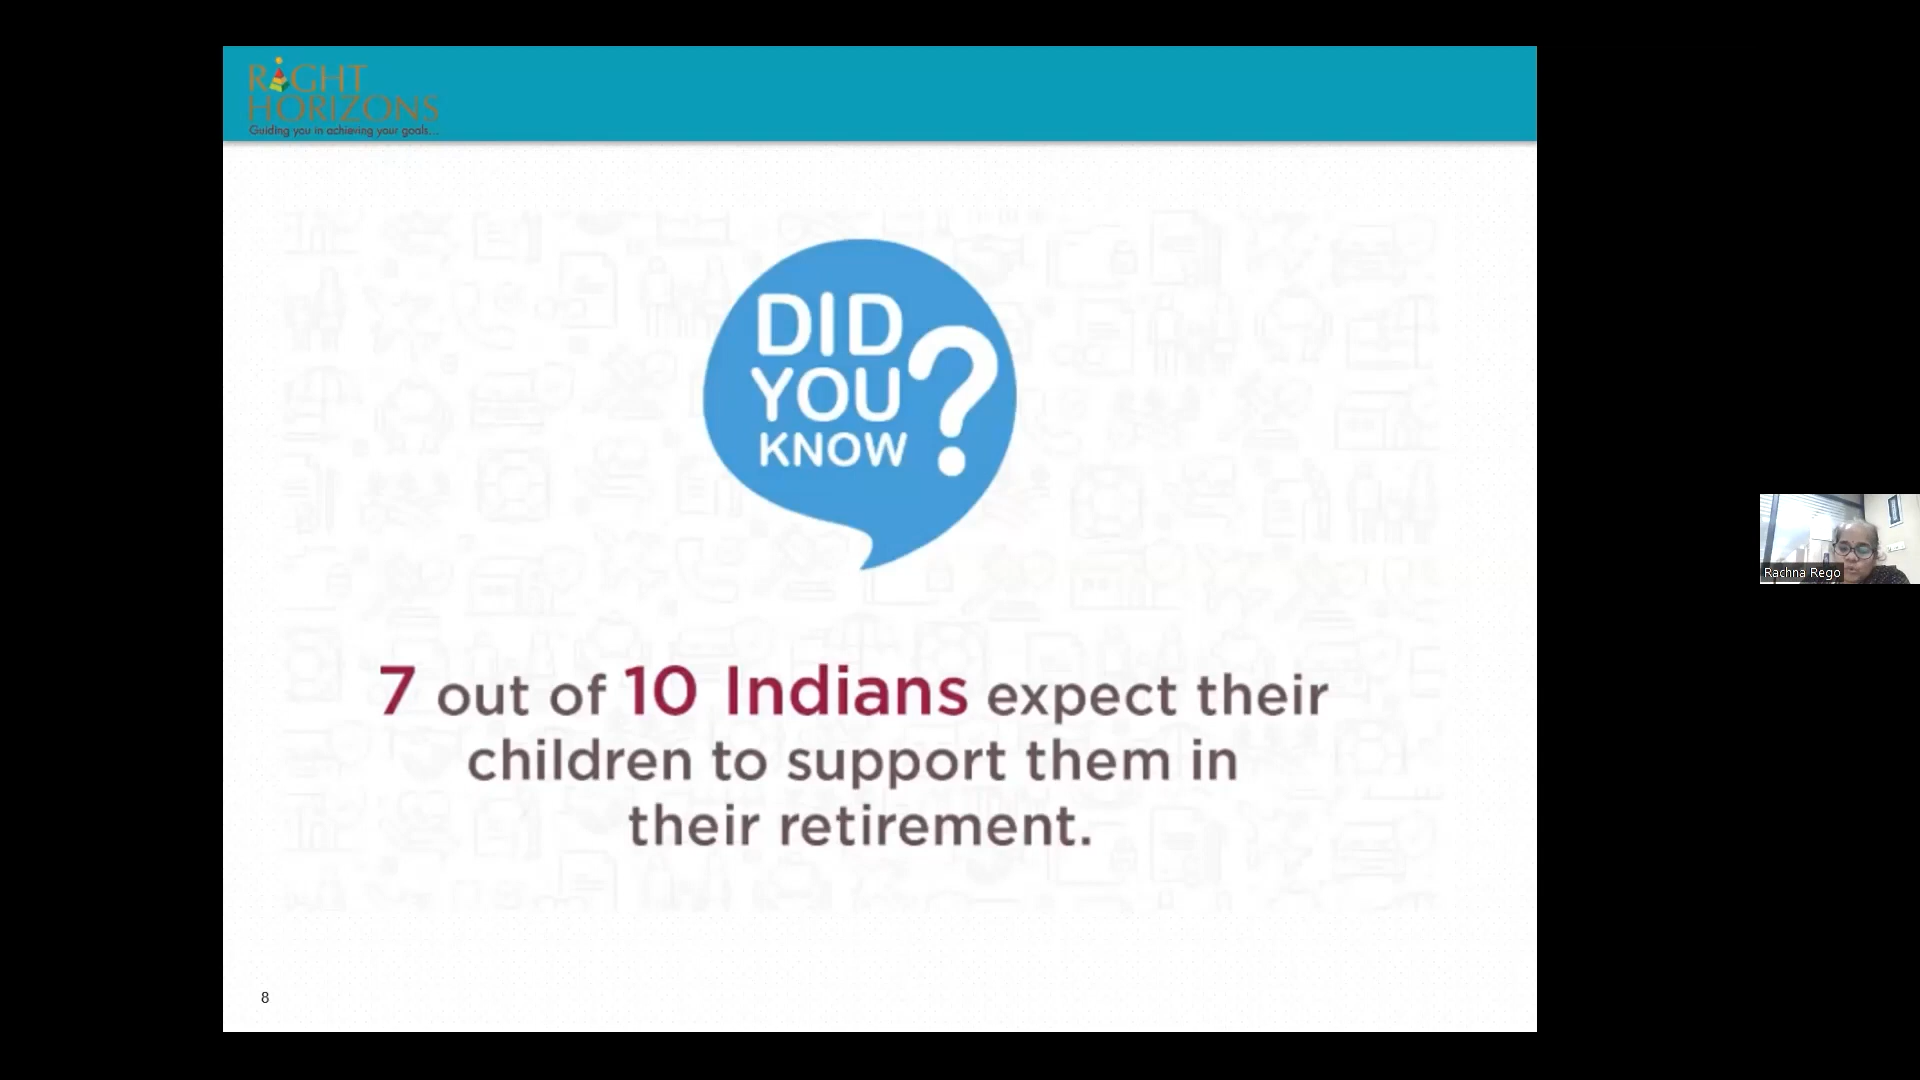 RIGHT
HORIZONS
Guiding you in achieving your goals...
DID
YOU
KNOW
?
7 out of 10 Indians expect their
children to support them in
their retirement.
8
Rachna Rego